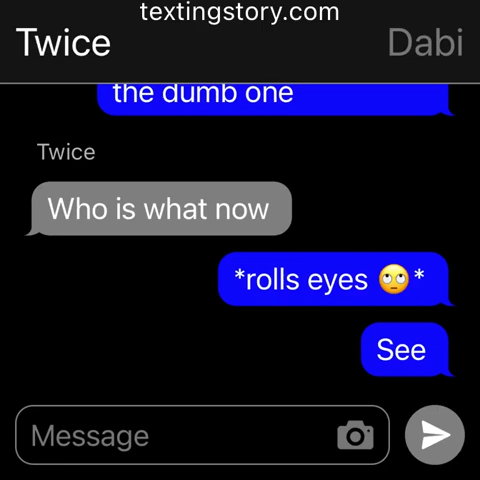 textingstory.com
Twice
Dabi
the dumb one
Twice
Who is what now
*rolls eyes 🙄*
See
Message